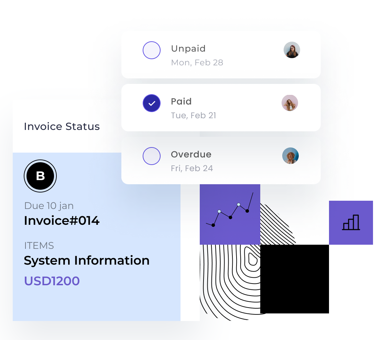 Unpaid
Mon, Feb 28
Paid
Tue, Feb 21
Invoice Status
Overdue
Fri, Feb 24
B
Due 10 jan
Invoice#014
ITEMS
System Information
USD1200